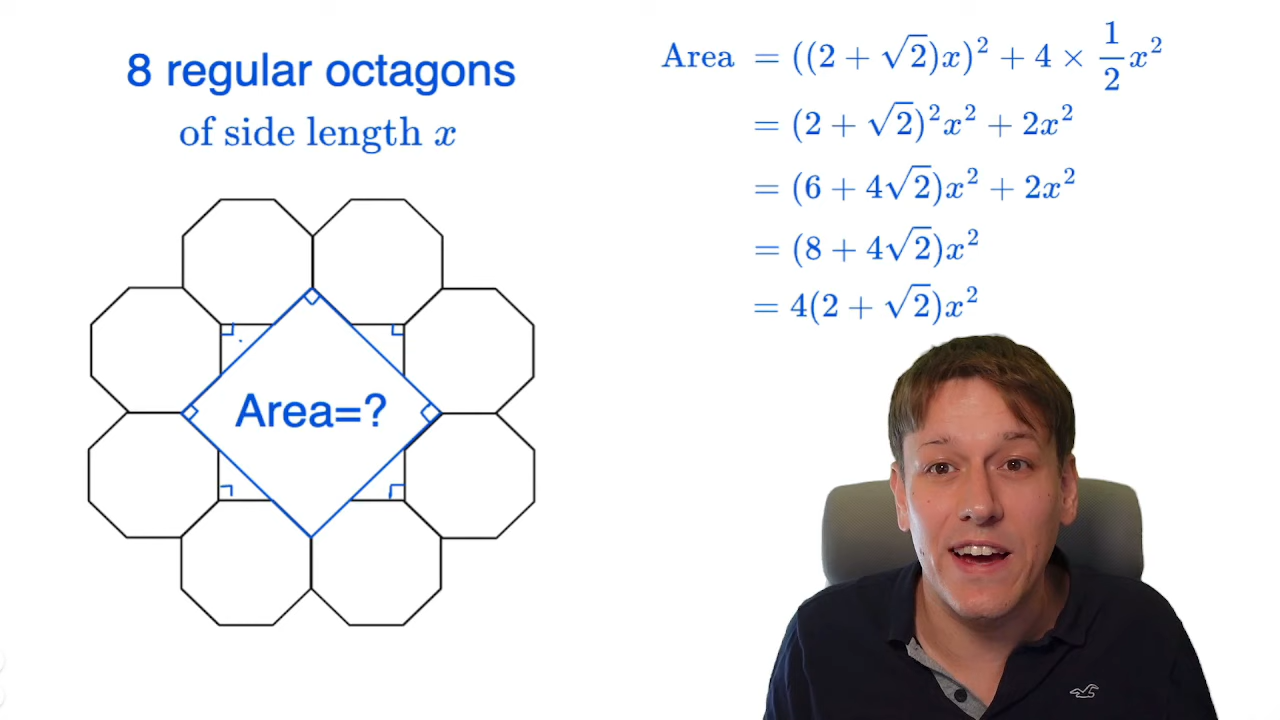 8 regular octagons
of side length x
Area=?
Area = ((2 + √2)x)² + 4 × 1/2 x²
= (2 + √2)²x² + 2x²
= (6 + 4√2)x² + 2x²
= (8 + 4√2)x²
= 4(2 + √2)x²